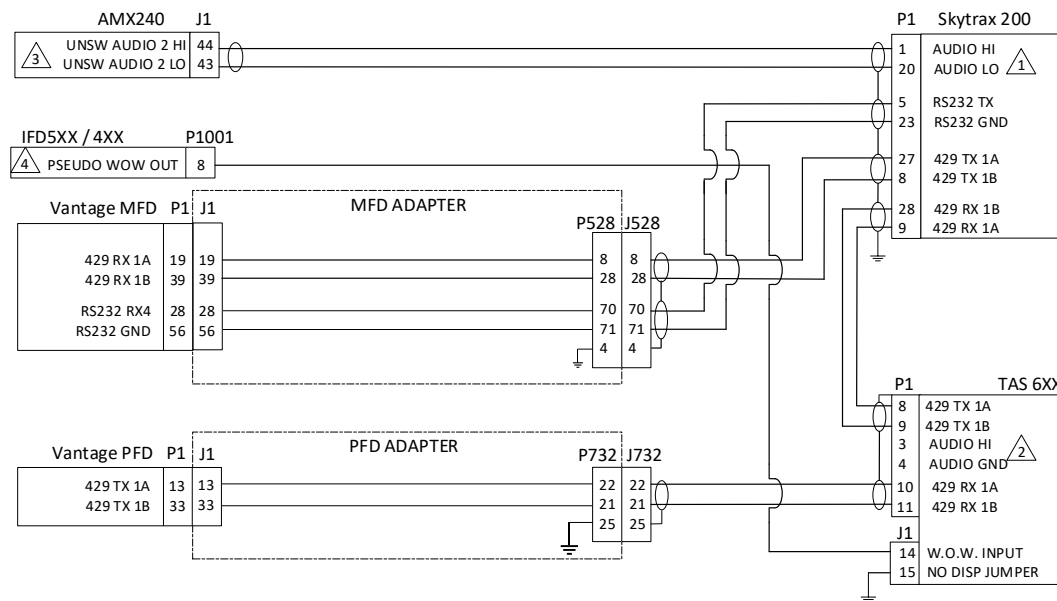 AMX240 J1
UNSW AUDIO 2 HI 44
3
UNSW AUDIO 2 LO 43
IFD5XX / 4XX P1001
4 PSEUDO WOW OUT 8
P1 Skytrax 200
1 AUDIO HI
20 AUDIO LO 1
5 RS232 TX
23 RS232 GND
27 429 TX 1A
8 429 TX 1B
28 429 RX 1B
9 429 RX 1A
Vantage MFD P1 J1
429 RX 1A 19 19
429 RX 1B 39 39
RS232 RX4 28 28
RS232 GND 56 56
MFD ADAPTER
P528 J528
8 8
28 28
70 70
71 71
4 4
Vantage PFD P1 J1
429 TX 1A 13 13
429 TX 1B 33 33
PFD ADAPTER
P732 J732
22 22
21 21
25 25
P1 TAS 6XX
8 429 TX 1A
9 429 TX 1B
3 AUDIO HI
4 AUDIO GND 2
10 429 RX 1A
11 429 RX 1B
J1
14 W.O.W. INPUT
15 NO DISP JUMPER